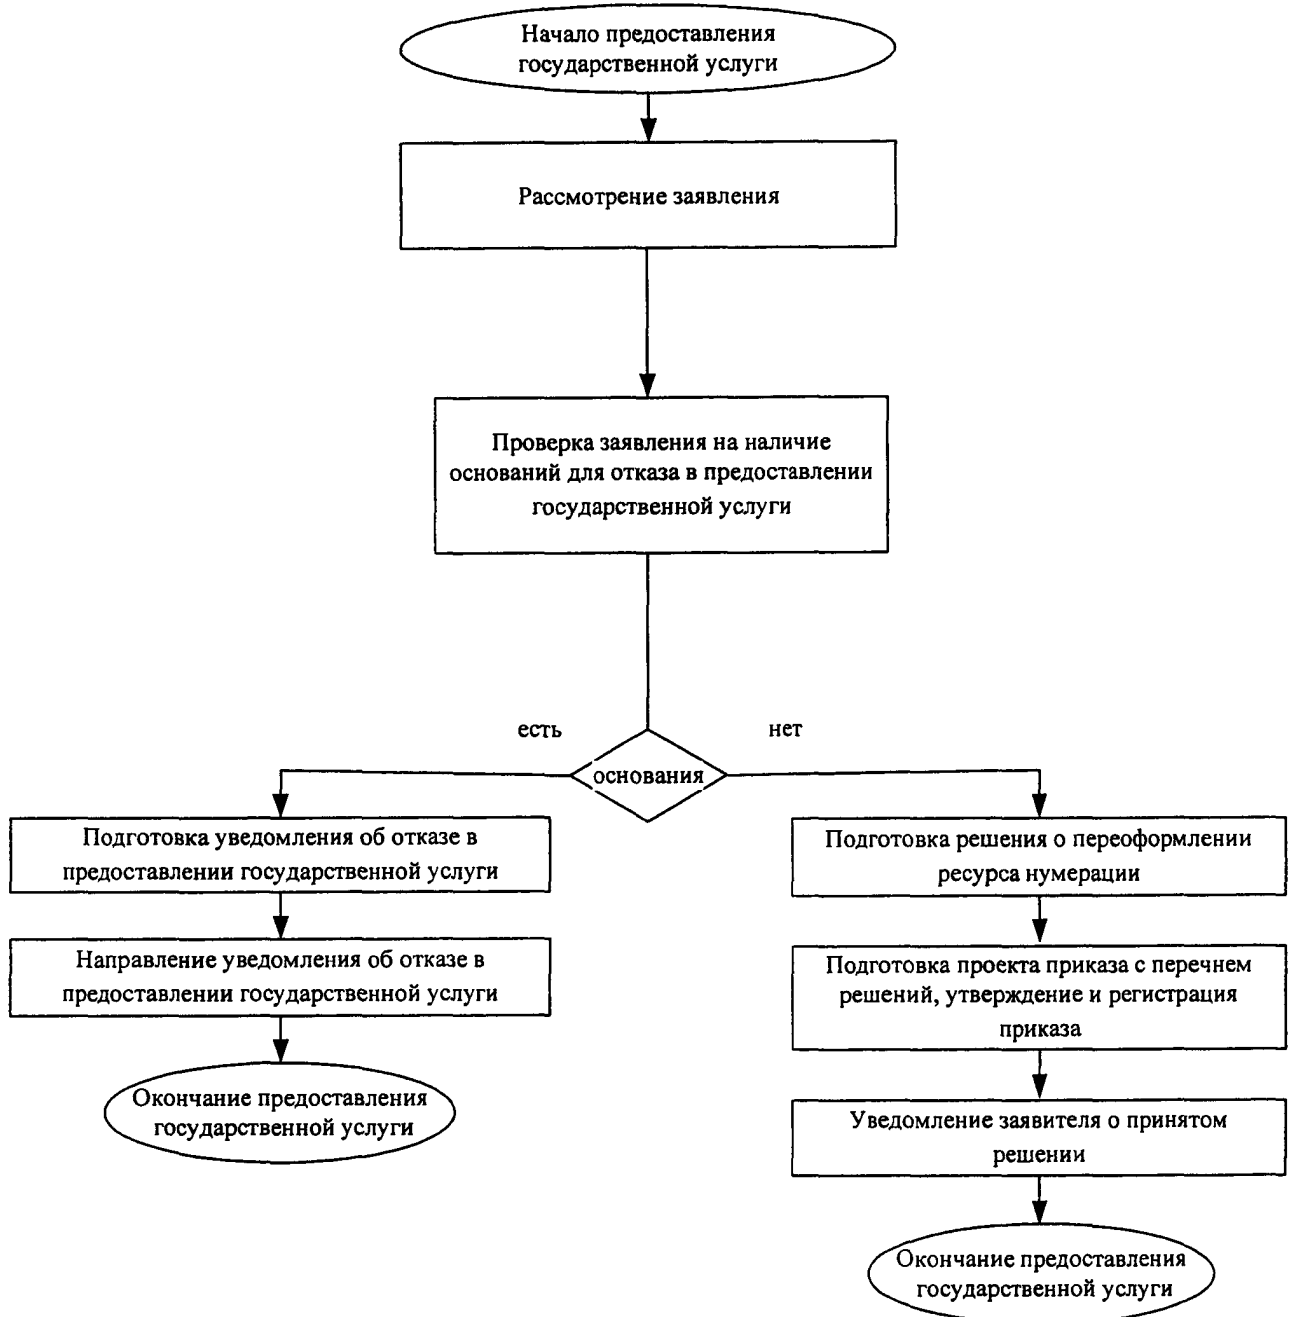 Начало предоставления
государственной услуги
Рассмотрение заявления
Проверка заявления на наличие
оснований для отказа в предоставлении
государственной услуги
есть
нет
основания
Подготовка уведомления об отказе в
предоставлении государственной услуги
Направление уведомления об отказе в
предоставлении государственной услуги
Окончание предоставления
государственной услуги
Подготовка решения о переоформлении
ресурса нумерации
Подготовка проекта приказа с перечнем
решений, утверждение и регистрация
приказа
Уведомление заявителя о принятом
решении
Окончание предоставления
государственной услуги